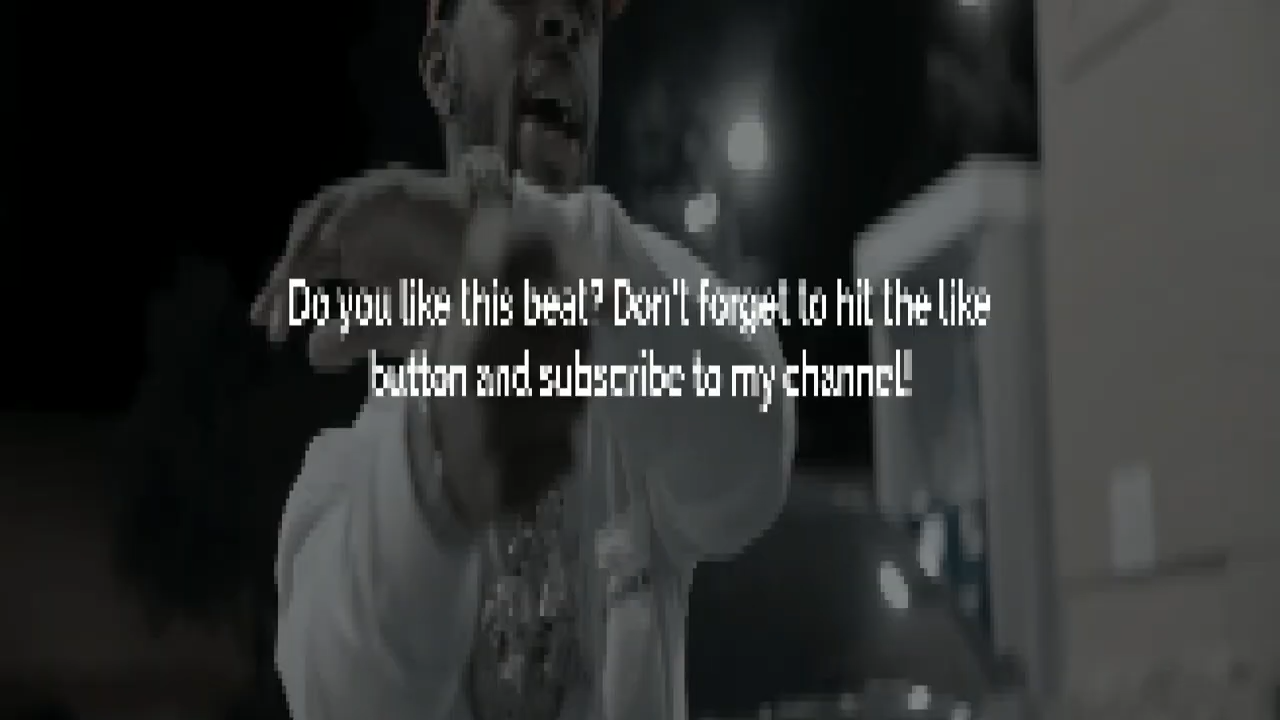 Do you like this beat? Don't forget to hit the like
button and subscribe to my channel!